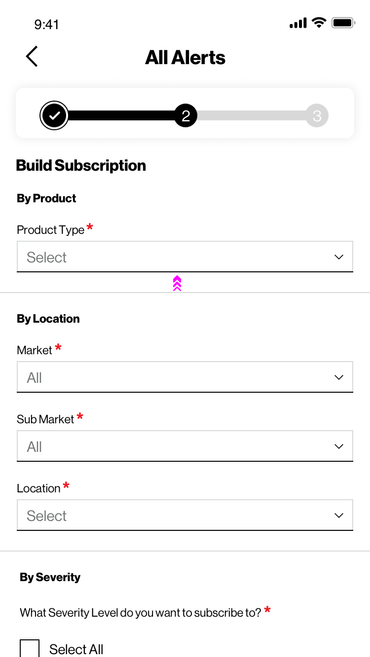 9:41
All Alerts
2
3
Build Subscription
By Product
Product Type *
Select
By Location
Market *
All
Sub Market *
All
Location *
Select
By Severity
What Severity Level do you want to subscribe to? *
Select All